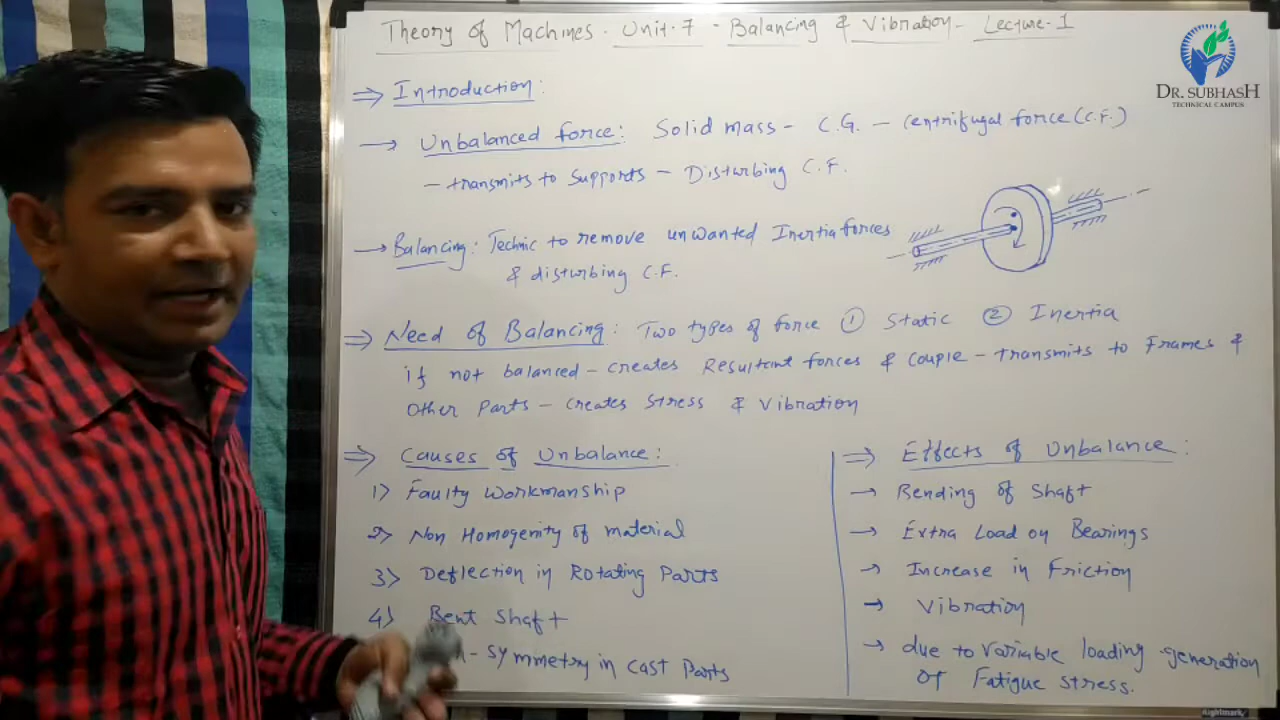 Theory of Machines - Unit-7 - Balancing & Vibration - Lecture-1
DR. SUBHASH
TECHNICAL CAMPUS
⇒ Introduction:
→ Unbalanced force: Solid mass - C.G. - centrifugal force (C.F.)
- transmits to supports - Disturbing C.F.
→ Balancing: Technic to remove unwanted Inertia forces
& disturbing C.F.
⇒ Need of Balancing: Two types of force ① Static ② Inertia
if not balanced - creates Resultant forces & couple - transmits to Frames &
Other Parts - creates Stress & Vibration
⇒ Causes of Unbalance:
1) Faulty Workmanship
2) Non Homogenity of material
3) Deflection in Rotating Parts
4) Bent Shaft
- symmetry in cast Parts
⇒ Effects of Unbalance:
→ Bending of Shaft
→ Extra Load on Bearings
→ Increase in Friction
→ Vibration
→ due to variable loading generation
of Fatigue stress.